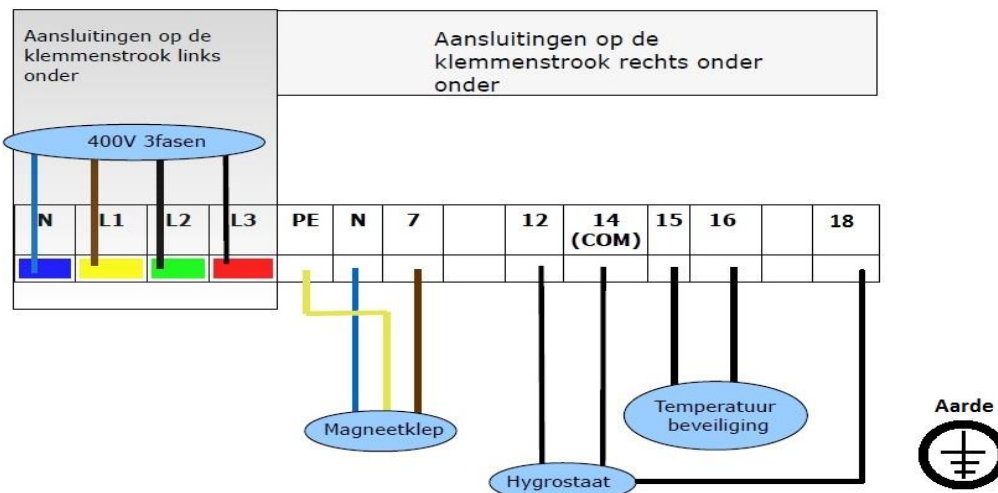 Aansluitingen op de
klemmenstrook links
onder
Aansluitingen op de
klemmenstrook rechts onder
onder
400V 3fasen
N L1 L2 L3 PE N 7 12 14 15 16 18
(COM)
Magneetklep
Temperatuur
beveiliging
Hygrostaat
Aarde